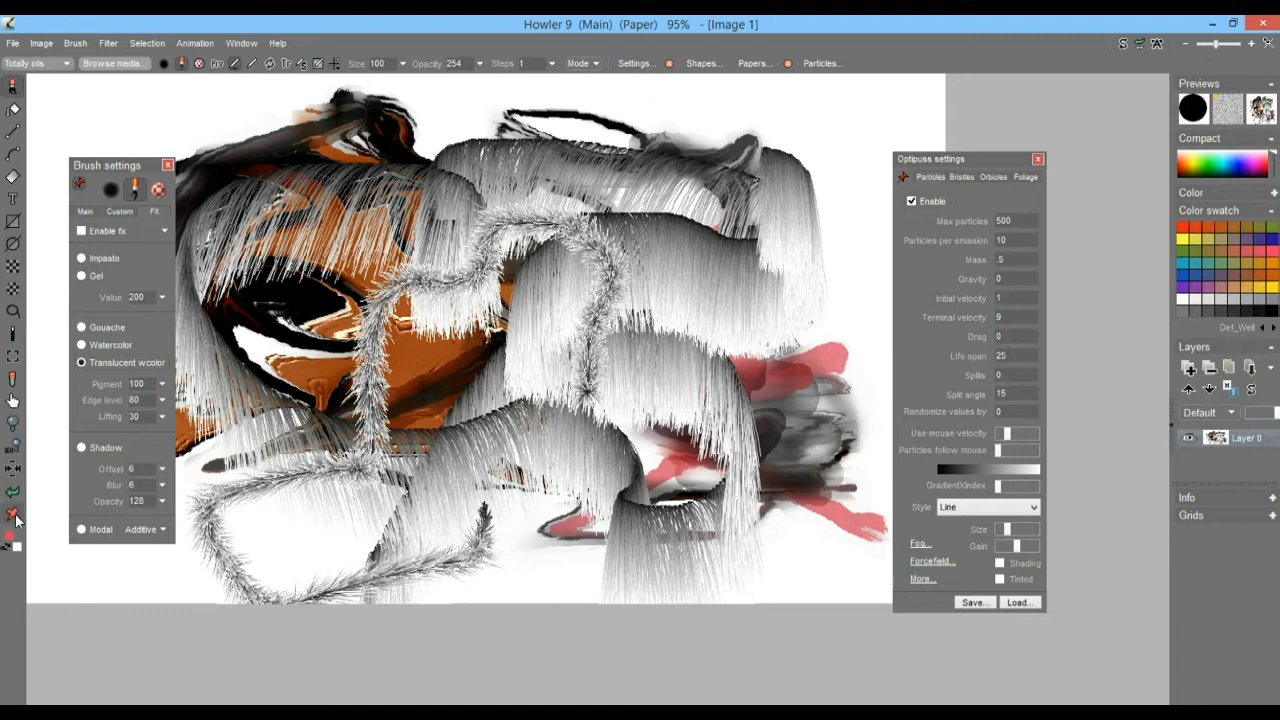 Howler 9 (Main) (Paper) 95% - [Image 1]
File Image Brush Filter Selection Animation Window Help
Totally oils Browse media... Pro Tr Size 100 Opacity 254 Steps 1 Mode Settings... Shapes... Papers... Particles...
Brush settings
Main Custom FX
Enable fx
Impasto
Gel
Value 200
Gouache
Watercolor
Translucent wcolor
Pigment 100
Edge level 80
Lifting 30
Shadow
Offset 6
Blur 6
Opacity 128
Modal Additive
Optipuss settings
Particles Bristles Orbicles Foliage
Enable
Max particles 500
Particles per emission 10
Mass .5
Gravity 0
Initial velocity 1
Terminal velocity 9
Drag 0
Life span 25
Splits 0
Split angle 15
Randomize values by 0
Use mouse velocity
Particles follow mouse
GradientXIndex
Style Line
Size
Fog... Gain
Forcefield... Shading
More... Tinted
Save... Load...
Previews
Compact
Color
Color swatch
Def_Well
Layers
Default
Layer 0
Info
Grids